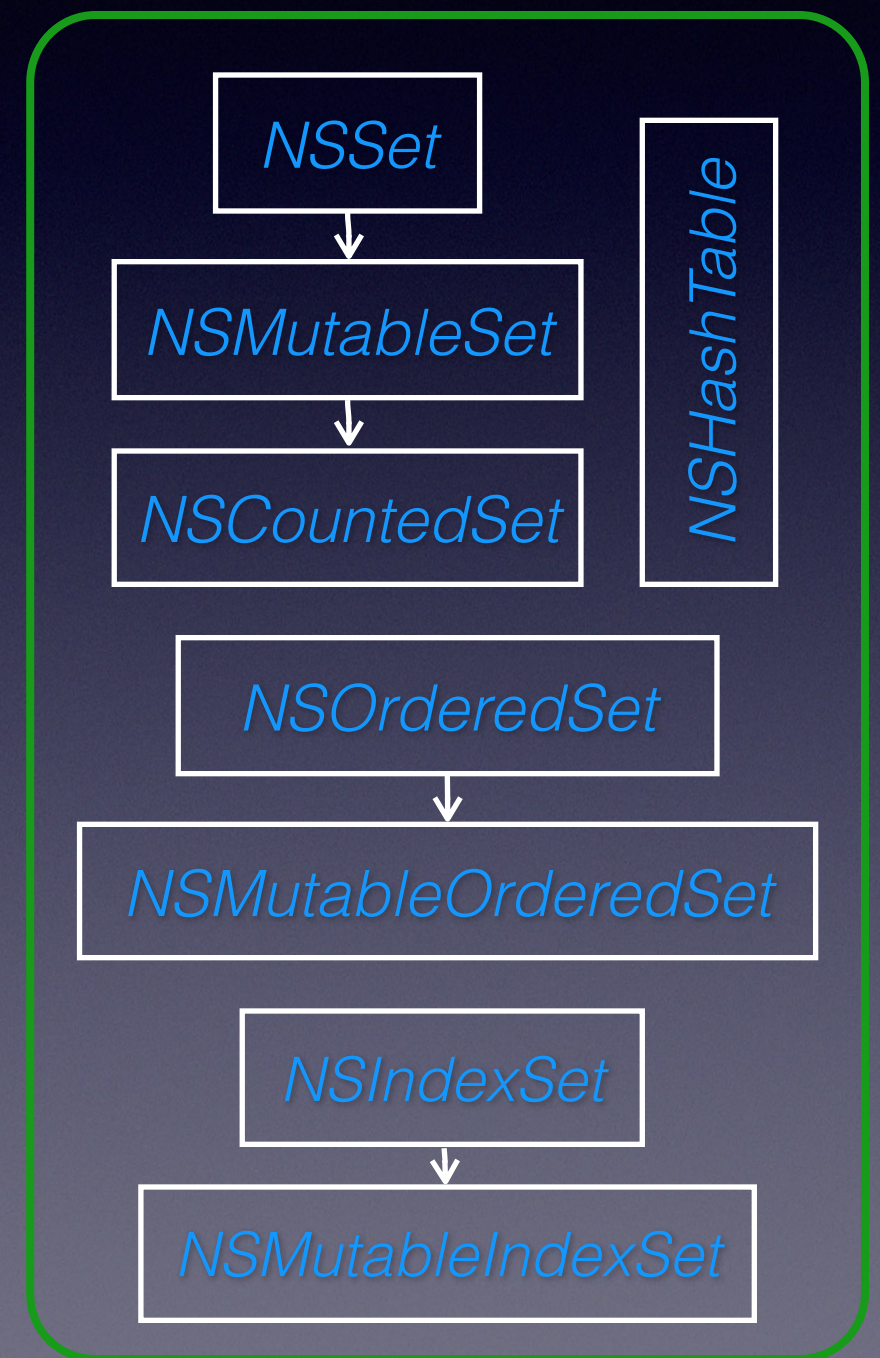 NSSet
NSHashTable
NSMutableSet
NSCountedSet
NSOrderedSet
NSMutableOrderedSet
NSIndexSet
NSMutableIndexSet